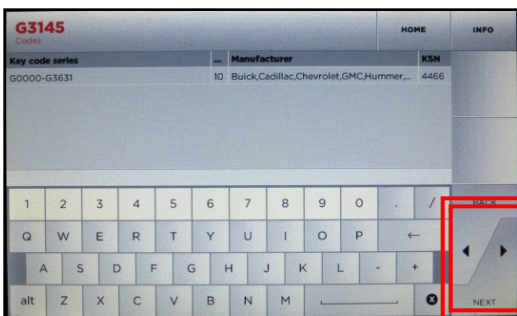 G3145
Codes
HOME
INFO
Key code series ... Manufacturer KSN
G0000-G3631 10 Buick,Cadillac,Chevrolet,GMC,Hummer,... 4466
1 2 3 4 5 6 7 8 9 0 . /
BACK
Q W E R T Y U I O P ←
A S D F G H J K L - +
alt Z X C V B N M
NEXT